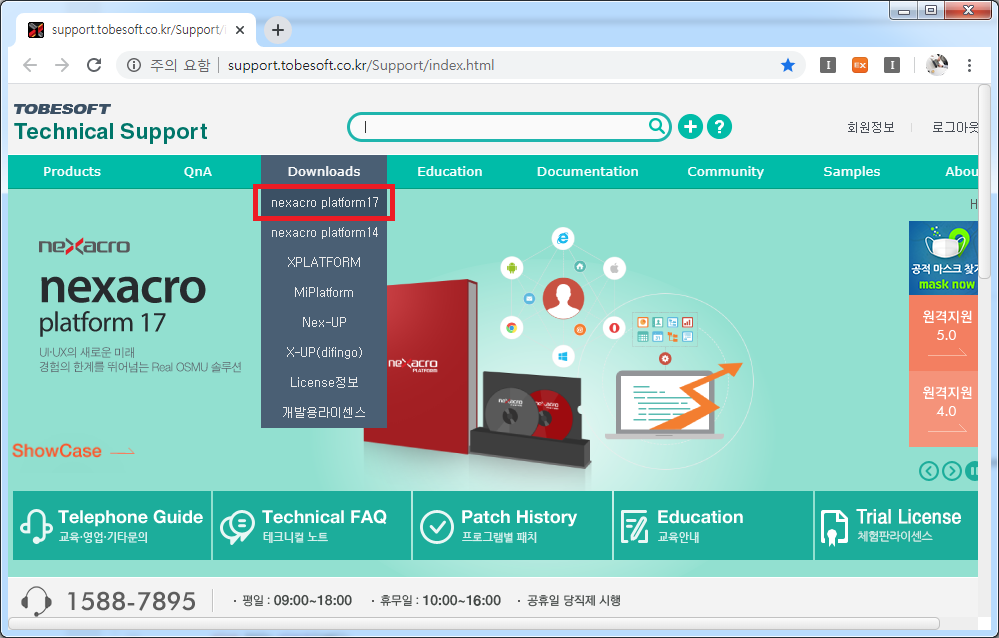 support.tobesoft.co.kr/Support/
주의 요함 | support.tobesoft.co.kr/Support/index.html
TOBESOFT
Technical Support
회원정보
로그아웃
Products QnA Downloads Education Documentation Community Samples Abou
nexacro platform17
nexacro platform14
XPLATFORM
MiPlatform
Nex-UP
X-UP(difingo)
License정보
개발용라이센스
H
nexacro
nexacro
platform 17
UI·UX의 새로운 미래
경험의 한계를 뛰어넘는 Real OSMU 솔루션
ShowCase
nexacro
PLATFORM
공적 마스크 찾기
mask now
원격지원
5.0
원격지원
4.0
Telephone Guide
교육·영업·기타문의
Technical FAQ
테크니컬 노트
Patch History
프로그램별 패치
Education
교육안내
Trial License
체험판라이센스
1588-7895
· 평일 : 09:00~18:00 · 휴무일 : 10:00~16:00 · 공휴일 당직제 시행